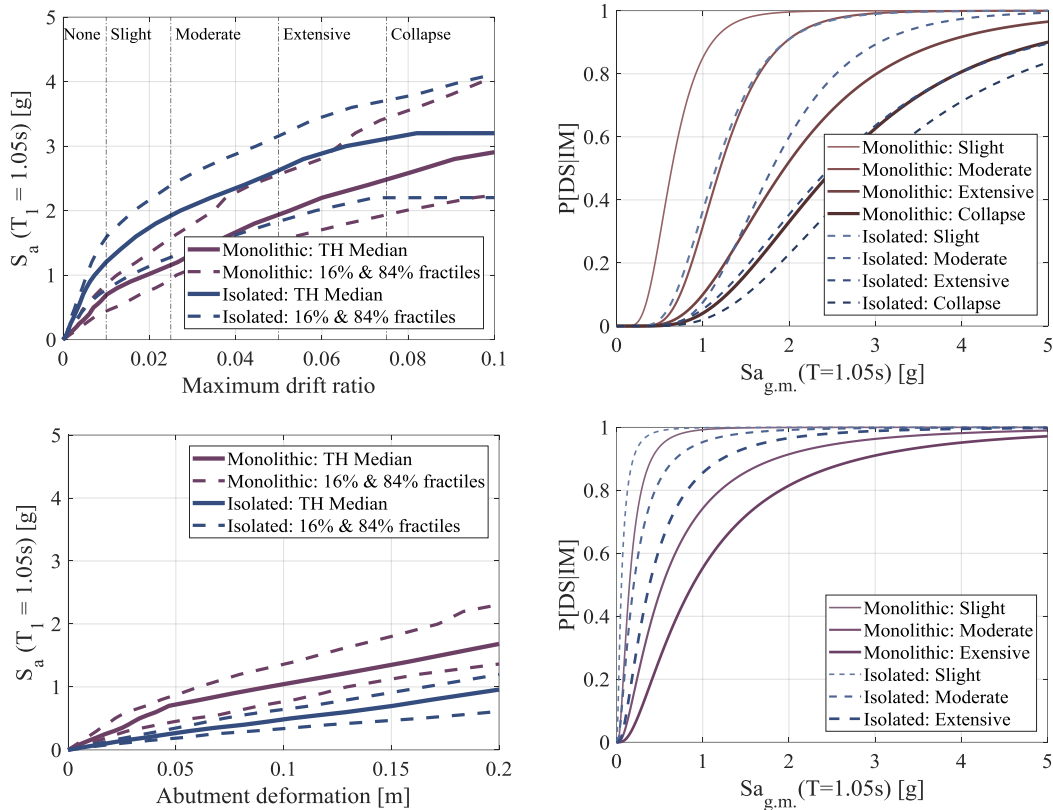 None Slight Moderate Extensive Collapse
5
4
3
2
1
0
S_a (T_1 = 1.05s) [g]
Monolithic: TH Median
Monolithic: 16% & 84% fractiles
Isolated: TH Median
Isolated: 16% & 84% fractiles
0 0.02 0.04 0.06 0.08 0.1
Maximum drift ratio
1
0.8
0.6
0.4
0.2
0
P[DS|IM]
Monolithic: Slight
Monolithic: Moderate
Monolithic: Extensive
Monolithic: Collapse
Isolated: Slight
Isolated: Moderate
Isolated: Extensive
Isolated: Collapse
0 1 2 3 4 5
Sa_g.m.(T=1.05s) [g]
5
4
3
2
1
0
S_a (T_1 = 1.05s) [g]
Monolithic: TH Median
Monolithic: 16% & 84% fractiles
Isolated: TH Median
Isolated: 16% & 84% fractiles
0 0.05 0.1 0.15 0.2
Abutment deformation [m]
1
0.8
0.6
0.4
0.2
0
P[DS|IM]
Monolithic: Slight
Monolithic: Moderate
Monolithic: Exensive
Isolated: Slight
Isolated: Moderate
Isolated: Extensive
0 1 2 3 4 5
Sa_g.m.(T=1.05s) [g]